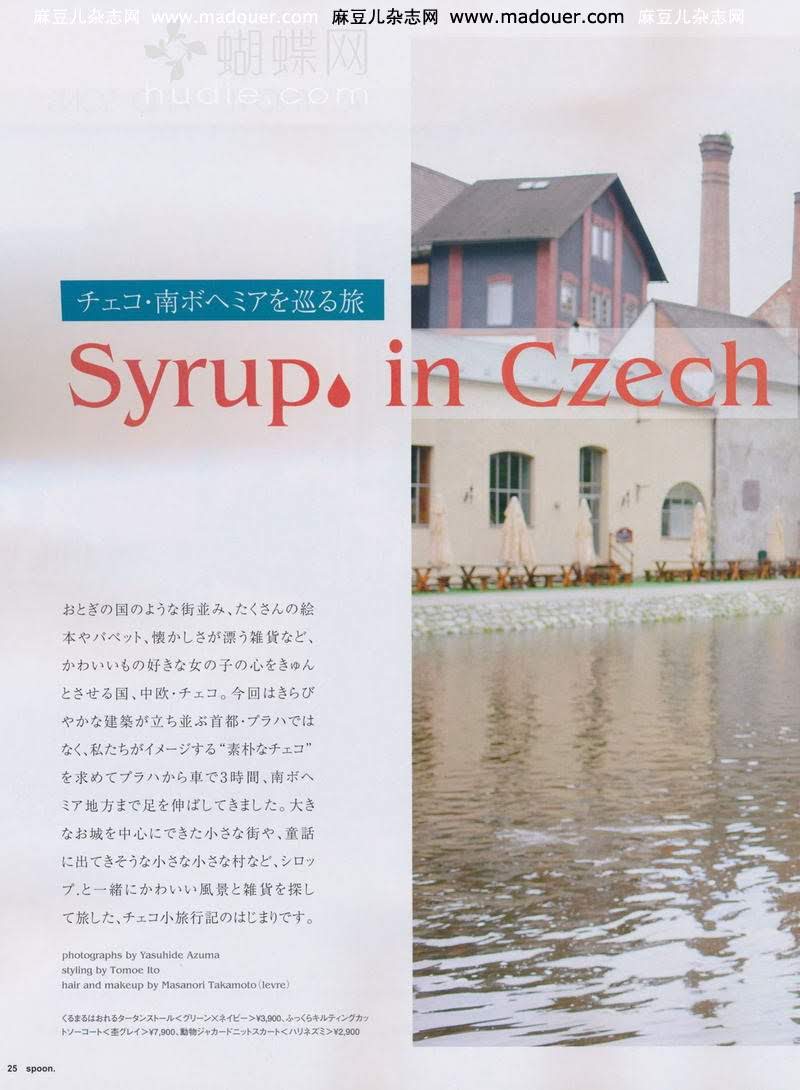 麻豆儿杂志网 www.madouer.com 麻豆儿杂志网 www.madouer.com 麻豆儿杂志网
蝴蝶网
hudie.com
チェコ・南ボヘミアを巡る旅
Syrup. in Czech
おとぎの国のような街並み、たくさんの絵
本やパペット、懐かしさが漂う雑貨など、
かわいいもの好きな女の子の心をきゅん
とさせる国、中欧・チェコ。今回はきらび
やかな建築が立ち並ぶ首都・プラハでは
なく、私たちがイメージする“素朴なチェコ”
を求めてプラハから車で3時間、南ボヘ
ミア地方まで足を伸ばしてきました。大き
なお城を中心にできた小さな街や、童話
に出てきそうな小さな小さな村など、シロッ
プ.と一緒にかわいい風景と雑貨を探し
て旅した、チェコ小旅行記のはじまりです。
photographs by Yasuhide Azuma
styling by Tomoe Ito
hair and makeup by Masanori Takamoto（levre）
くるまるはおれるタータンストール＜グリーン×ネイビー＞¥3,900、ふっくらキルティングカッ
トソーコート＜杢グレイ＞¥7,900、動物ジャカードニットスカート＜ハリネズミ＞¥2,900
25 spoon.